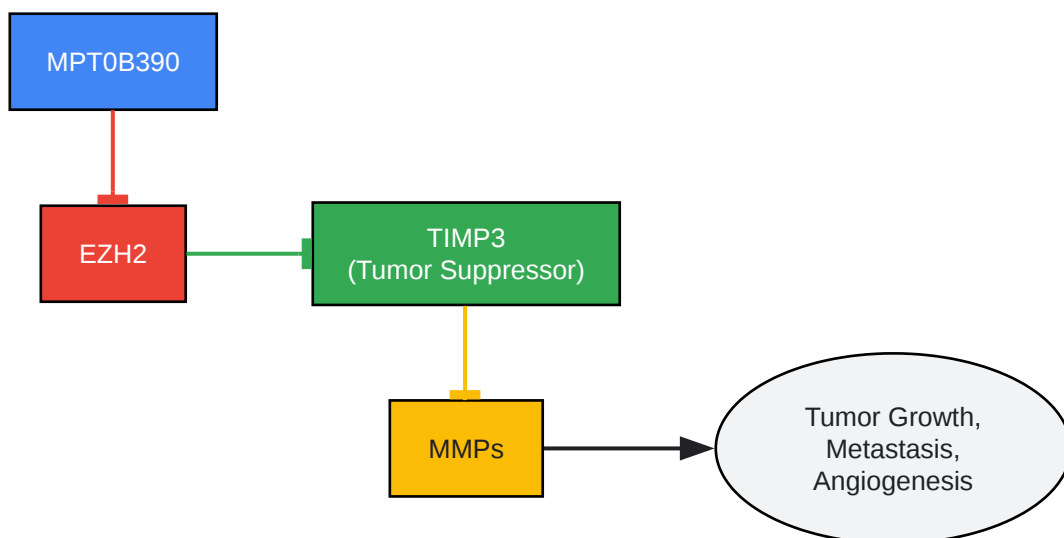 MPT0B390
EZH2
TIMP3
(Tumor Suppressor)
MMPs
Tumor Growth,
Metastasis,
Angiogenesis